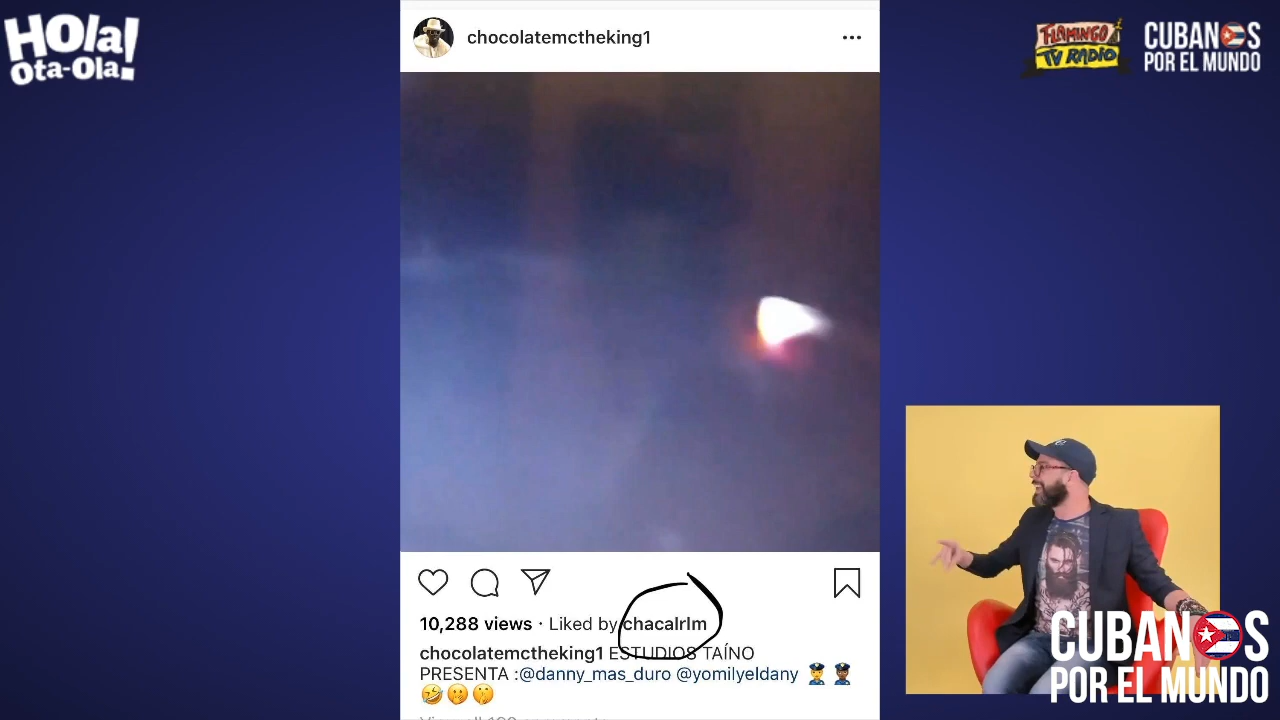 Hola!
Ota-Ola!
chocolatemctheking1
FLAMINGO
TV RADIO
CUBANOS
POR EL MUNDO
10,288 views · Liked by chacalrlm
chocolatemctheking1 ESTUDIOS TAÍNO
PRESENTA :@danny_mas_duro @yomilyeldany 👮‍♂️👮🏾‍♂️
🤣🤭🤫
CUBANOS
POR EL MUNDO